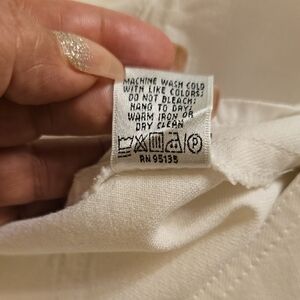 MACHINE WASH COLD
WITH LIKE COLORS;
DO NOT BLEACH;
HANG TO DRY;
WARM IRON OR
DRY CLEAN
P
RN 95135